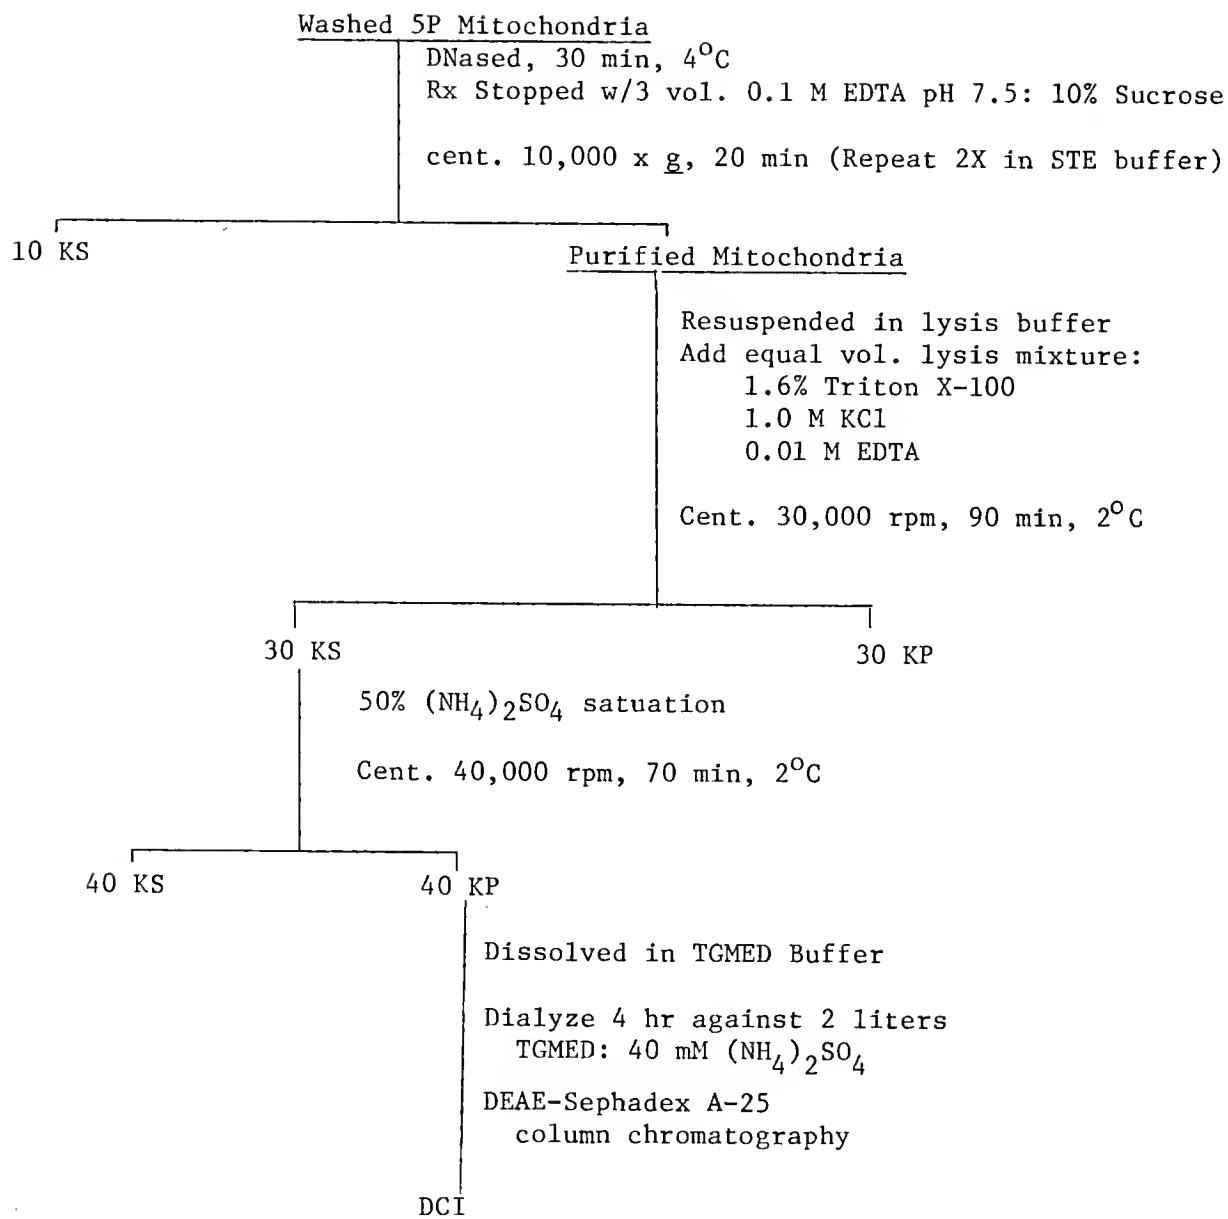 Washed 5P Mitochondria
DNased, 30 min, 4°C
Rx Stopped w/3 vol. 0.1 M EDTA pH 7.5: 10% Sucrose
cent. 10,000 x g, 20 min (Repeat 2X in STE buffer)
10 KS
Purified Mitochondria
Resuspended in lysis buffer
Add equal vol. lysis mixture:
1.6% Triton X-100
1.0 M KCl
0.01 M EDTA
Cent. 30,000 rpm, 90 min, 2°C
30 KS
30 KP
50% (NH4)2SO4 satuation
Cent. 40,000 rpm, 70 min, 2°C
40 KS
40 KP
Dissolved in TGMED Buffer
Dialyze 4 hr against 2 liters
TGMED: 40 mM (NH4)2SO4
DEAE-Sephadex A-25
column chromatography
DCI